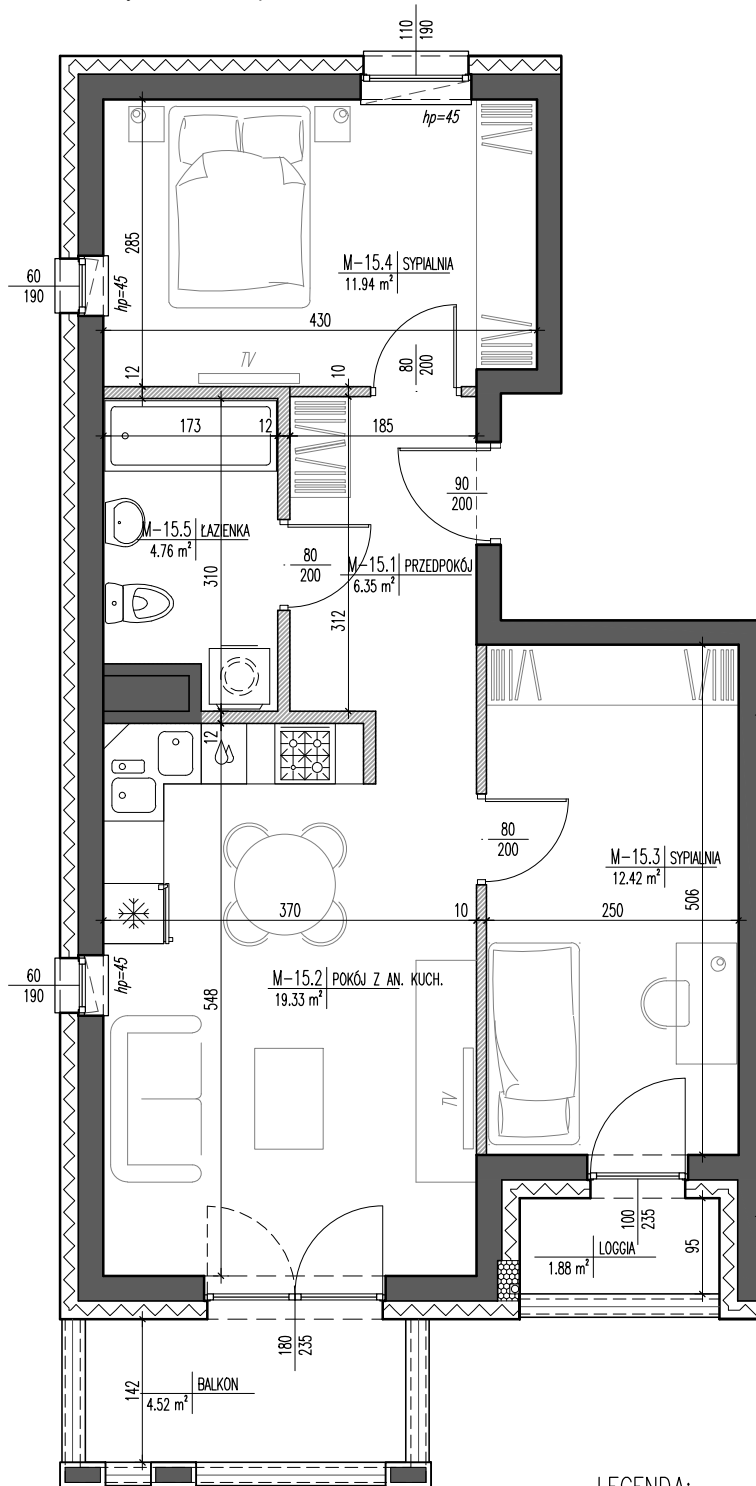 110
190
hp=45
60
190
hp=45
285
M-15.4 SYPIALNIA
11.94 m²
430
TV
12
10
80
200
173
12
185
90
200
M-15.5 ŁAZIENKA
4.76 m²
80
200
M-15.1 PRZEDPOKÓJ
6.35 m²
310
312
12
80
200
M-15.3 SYPIALNIA
12.42 m²
506
370
10
250
60
190
hp=45
548
M-15.2 POKÓJ Z AN. KUCH.
19.33 m²
TV
100
235
95
LOGGIA
1.88 m²
180
235
142
BALKON
4.52 m²
LEGENDA: